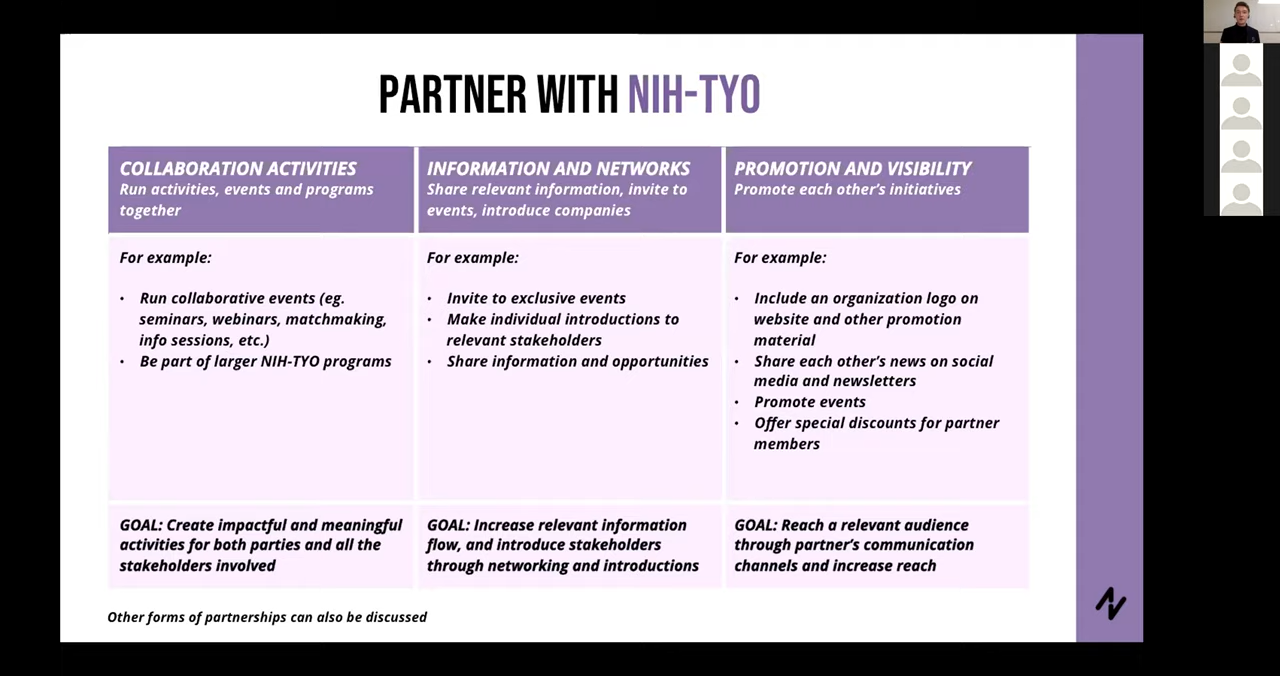 PARTNER WITH NIH-TYO
COLLABORATION ACTIVITIES
Run activities, events and programs
together
INFORMATION AND NETWORKS
Share relevant information, invite to
events, introduce companies
PROMOTION AND VISIBILITY
Promote each other's initiatives
For example:
• Run collaborative events (eg.
seminars, webinars, matchmaking,
info sessions, etc.)
• Be part of larger NIH-TYO programs
For example:
• Invite to exclusive events
• Make individual introductions to
relevant stakeholders
• Share information and opportunities
For example:
• Include an organization logo on
website and other promotion
material
• Share each other's news on social
media and newsletters
• Promote events
• Offer special discounts for partner
members
GOAL: Create impactful and meaningful
activities for both parties and all the
stakeholders involved
GOAL: Increase relevant information
flow, and introduce stakeholders
through networking and introductions
GOAL: Reach a relevant audience
through partner's communication
channels and increase reach
Other forms of partnerships can also be discussed